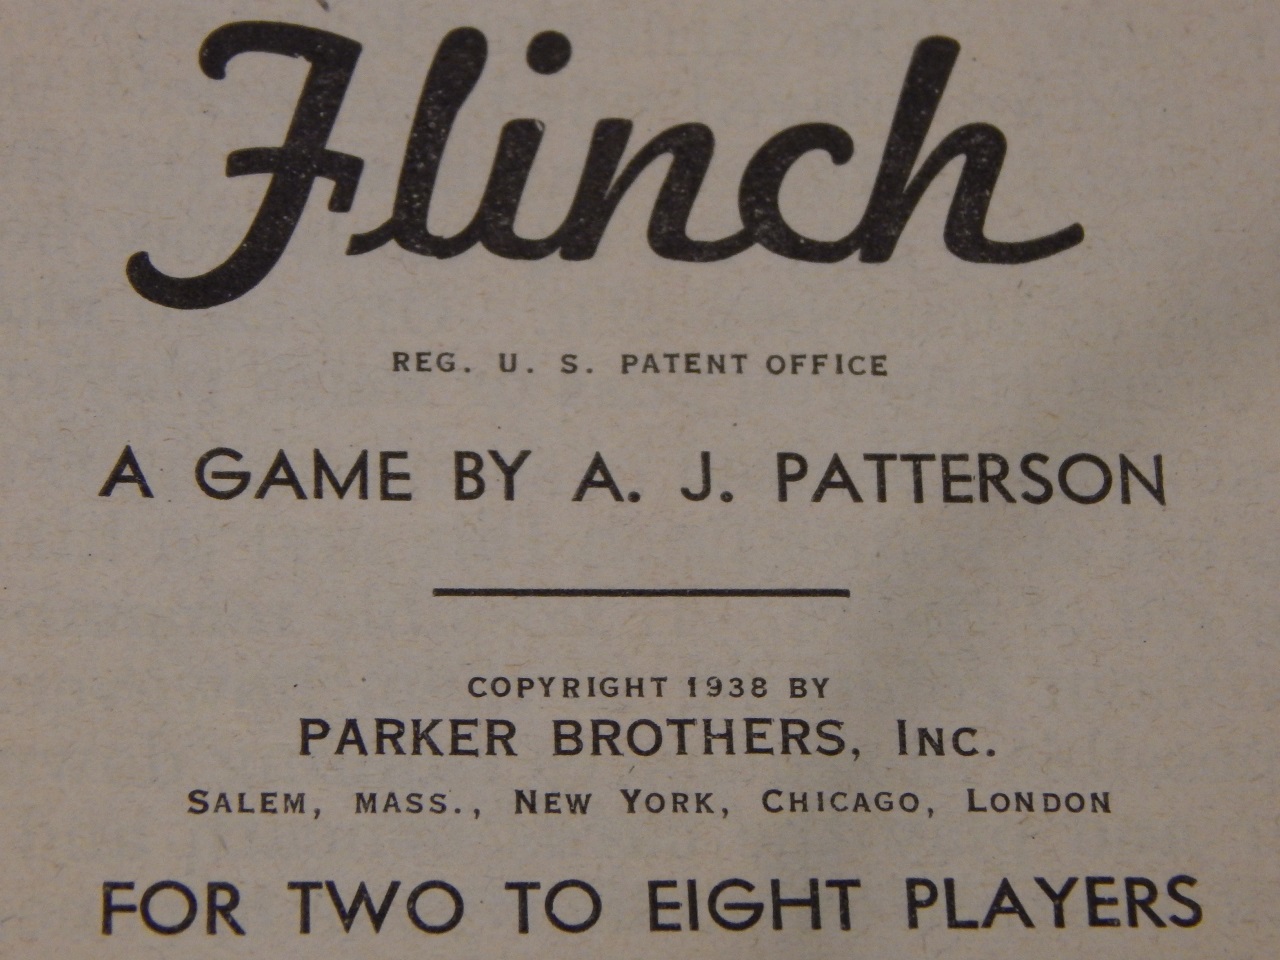 Flinch
REG. U. S. PATENT OFFICE
A GAME BY A. J. PATTERSON
COPYRIGHT 1938 BY
PARKER BROTHERS, INC.
SALEM, MASS., NEW YORK, CHICAGO, LONDON
FOR TWO TO EIGHT PLAYERS